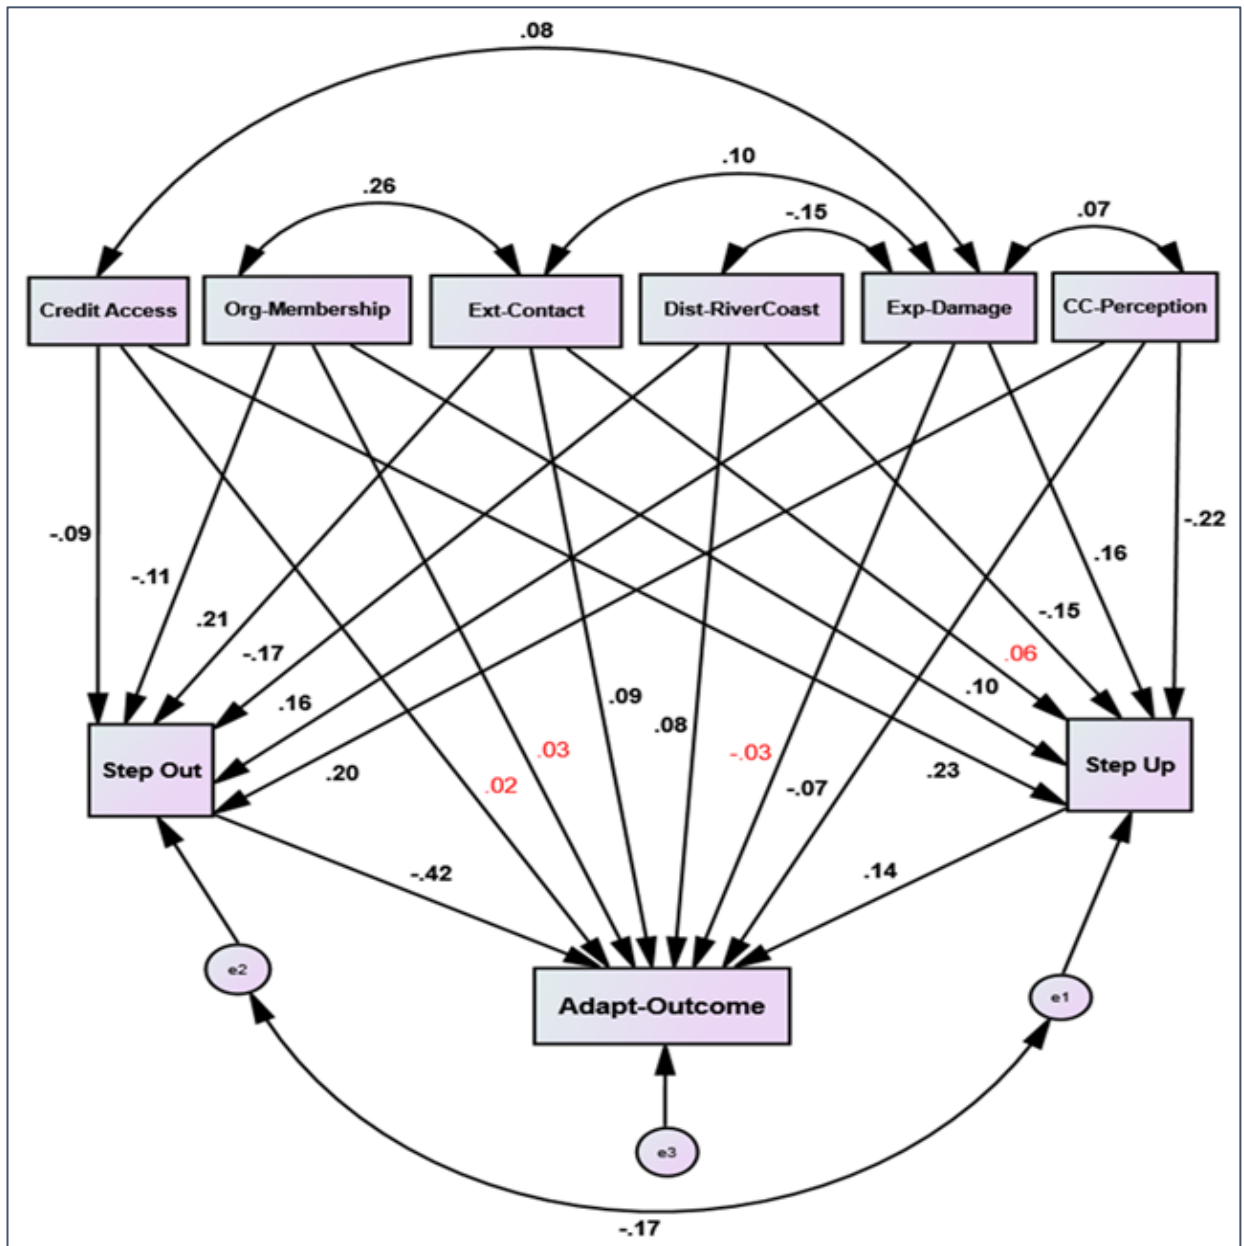 .08
.10
.26
-.15
.07
Credit Access
Org-Membership
Ext-Contact
Dist-RiverCoast
Exp-Damage
CC-Perception
-.09
-.11
.21
-.17
.16
.20
.02
.03
.09
.08
-.03
-.07
.23
.10
.06
-.15
.16
-.22
Step Out
Step Up
-.42
.14
e2
e1
Adapt-Outcome
e3
-.17